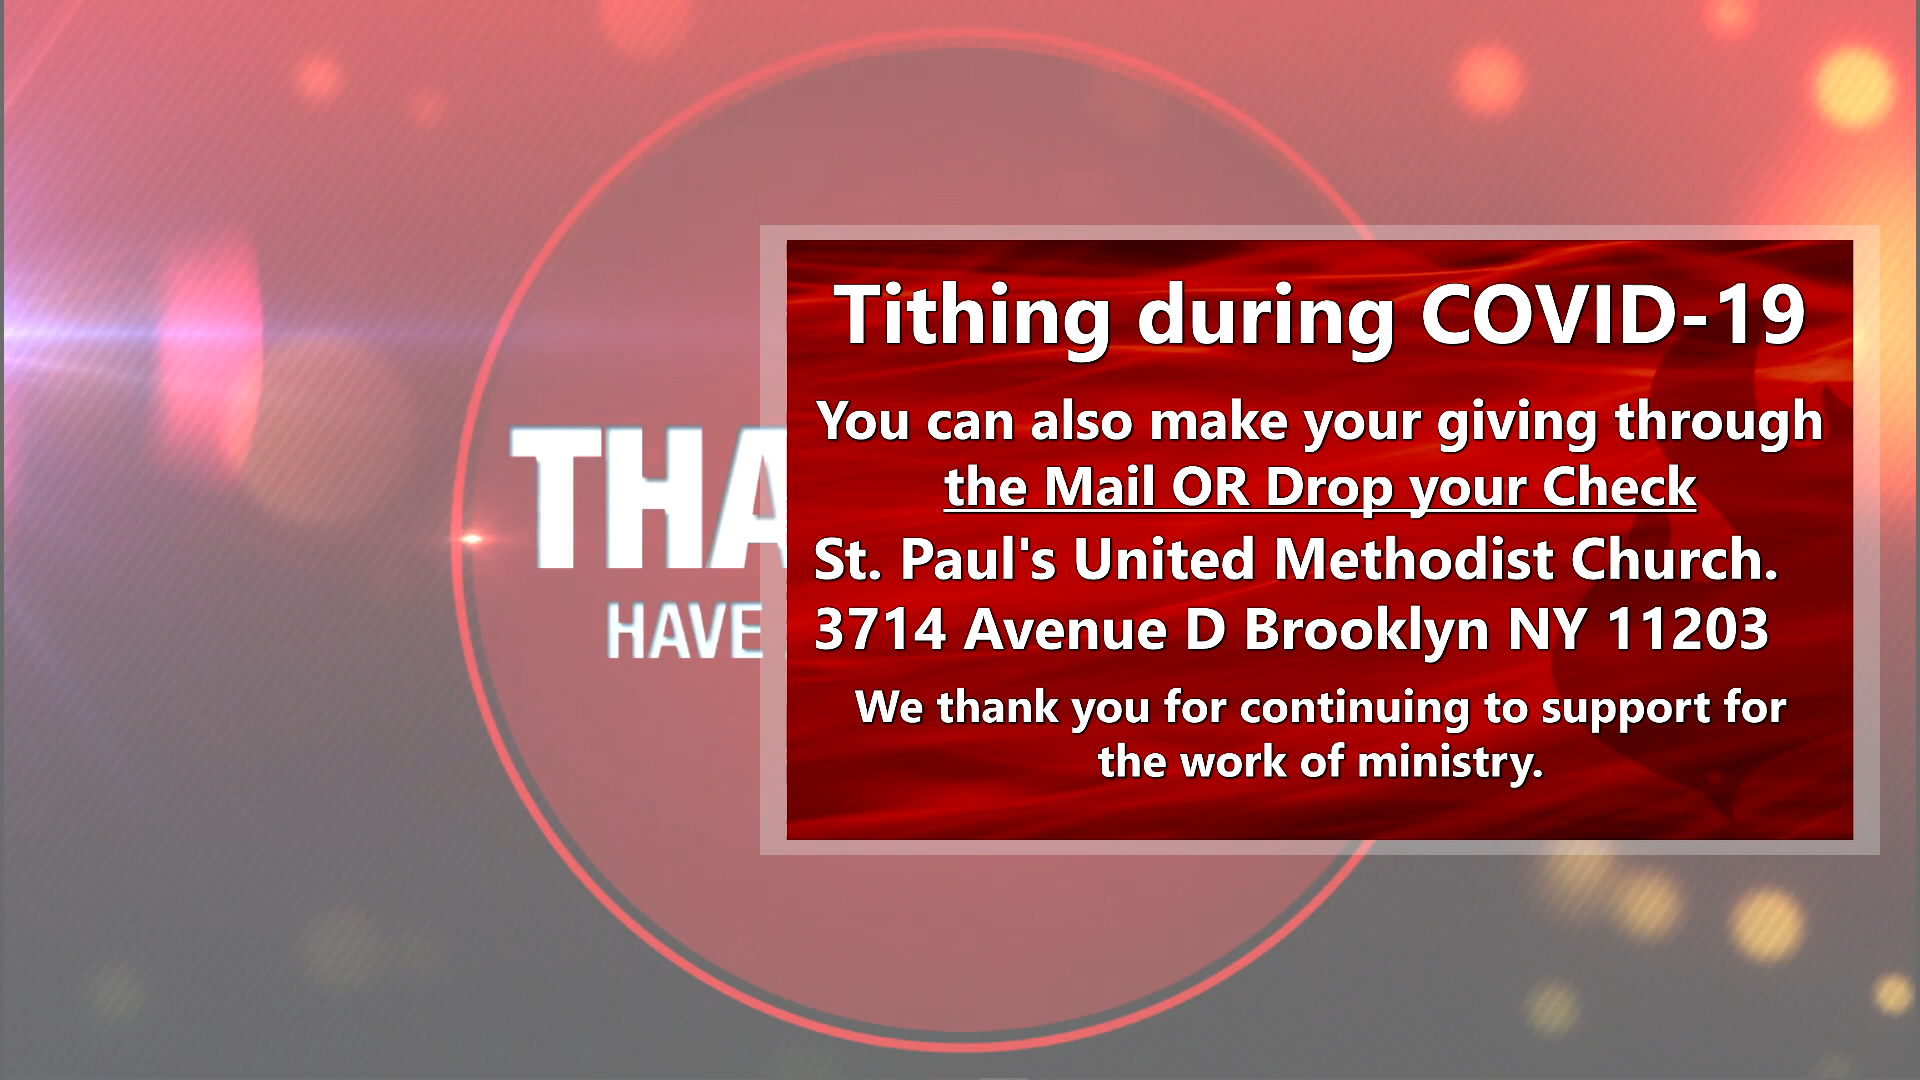 Tithing during COVID-19
You can also make your giving through
the Mail OR Drop your Check
St. Paul's United Methodist Church.
3714 Avenue D Brooklyn NY 11203
We thank you for continuing to support for
the work of ministry.
HAVE